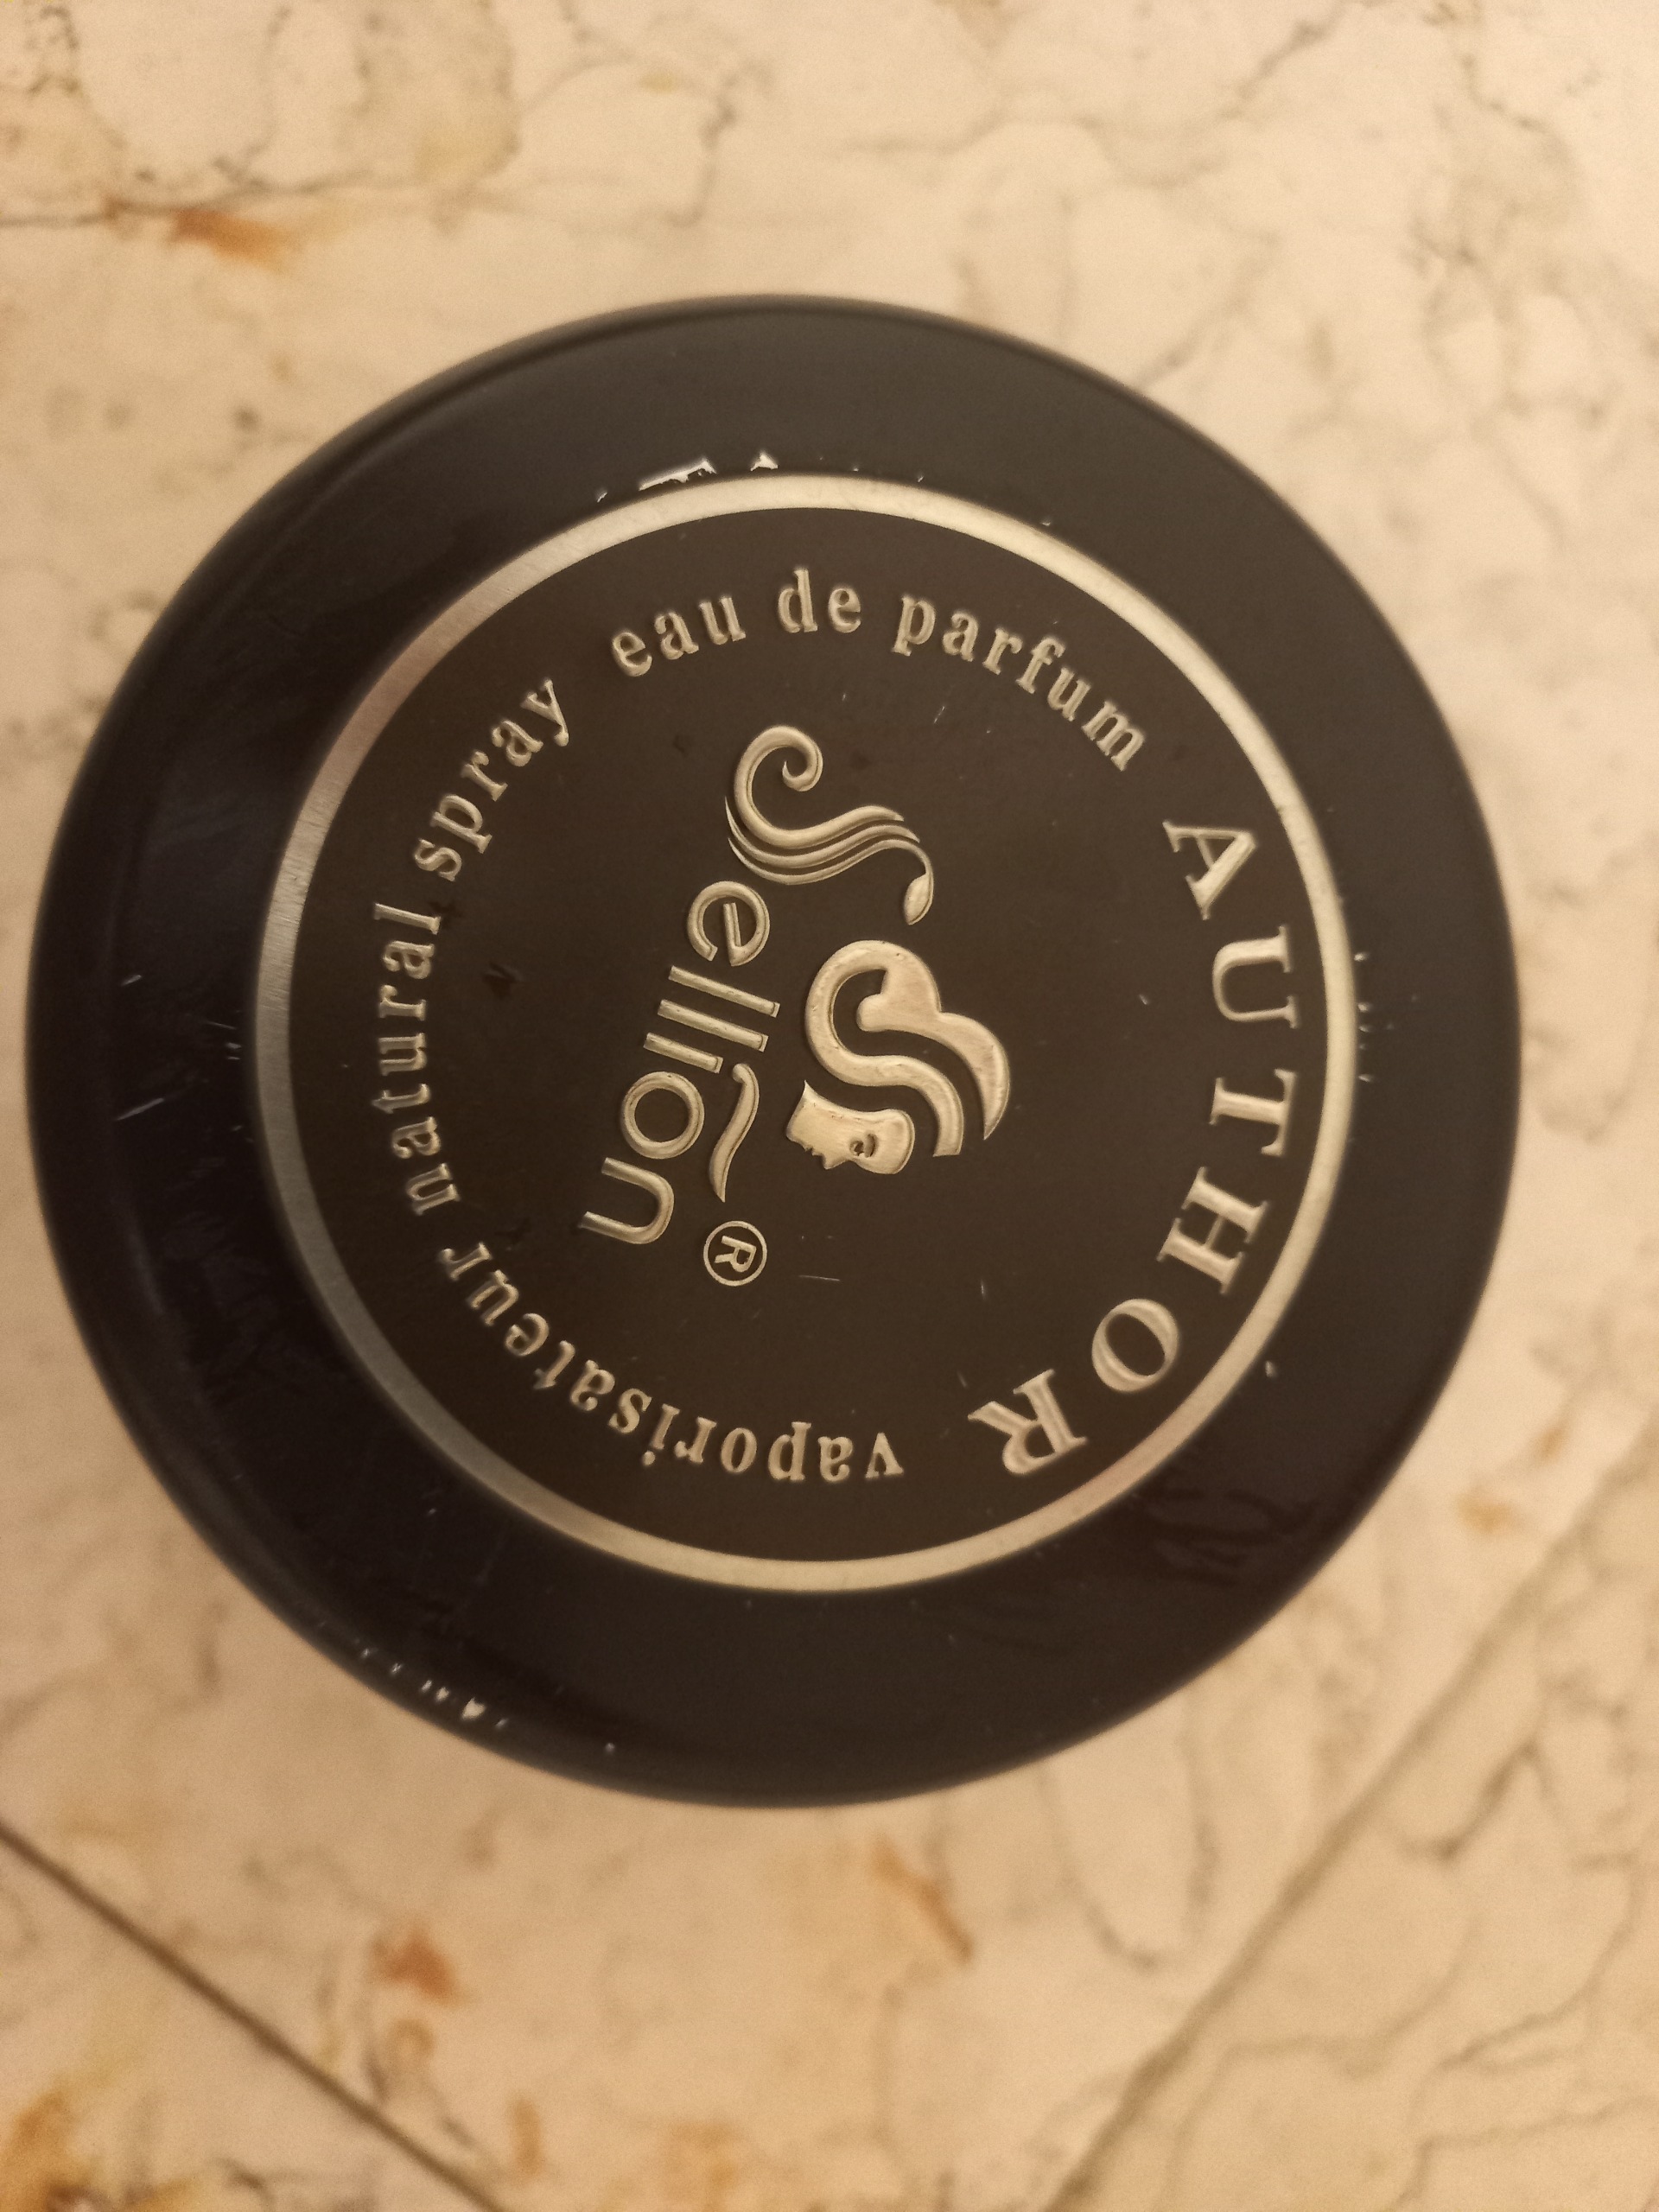 AUTHOR
vaporisateur natural spray eau de parfum
Sellion®